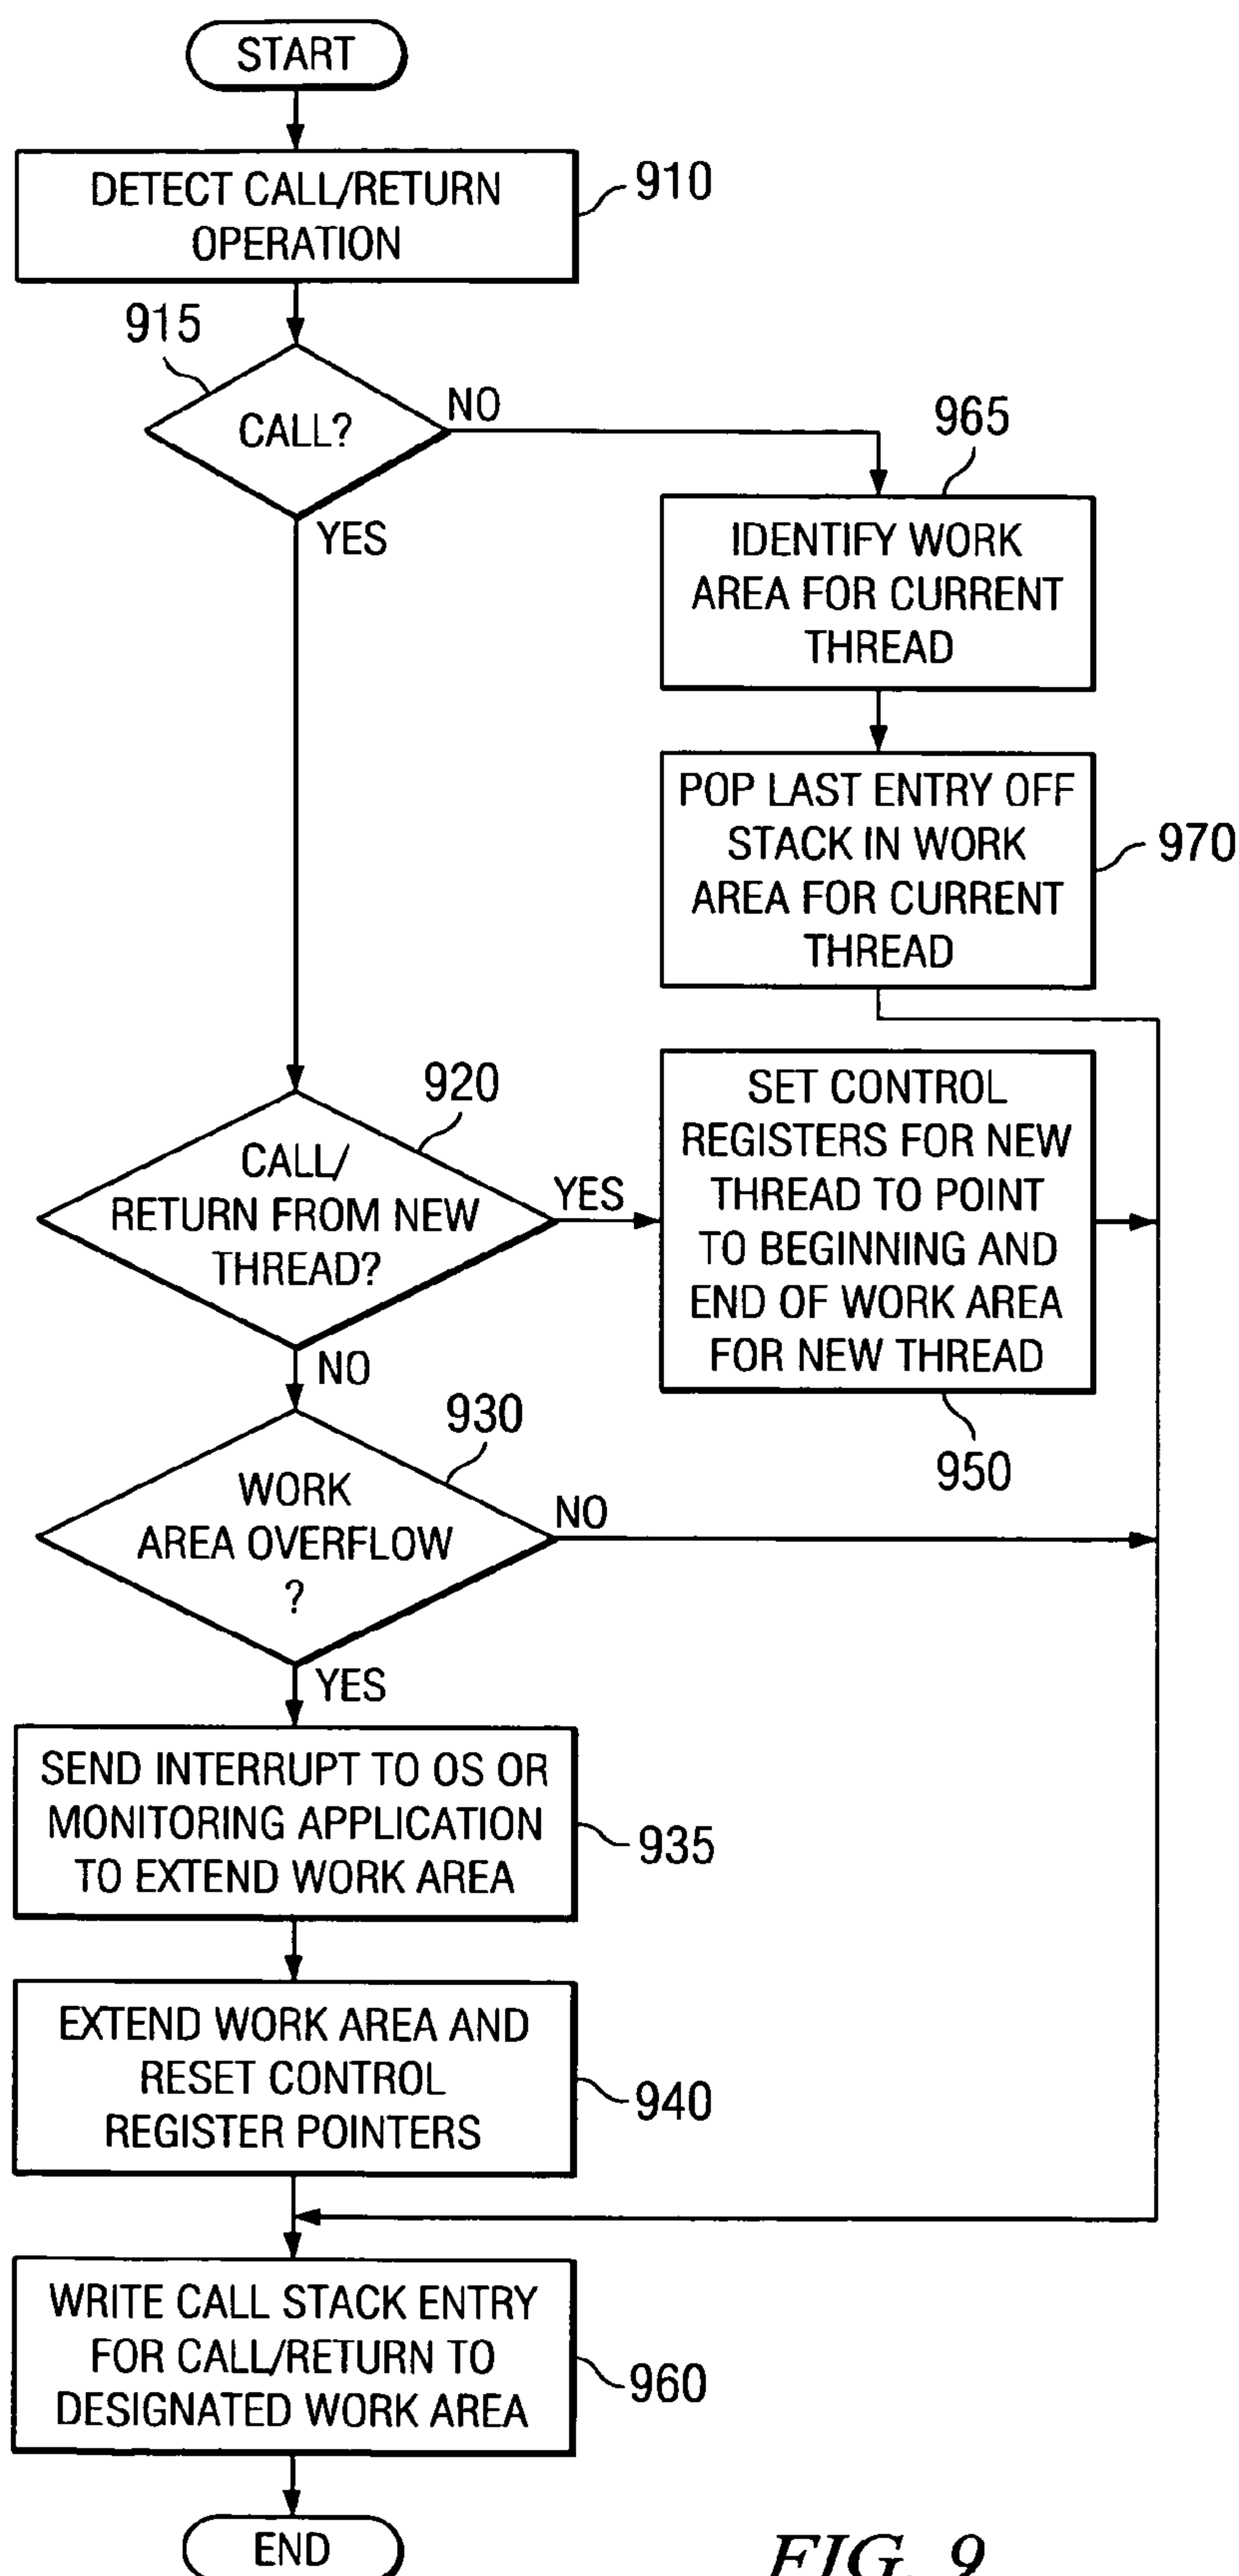 START
DETECT CALL/RETURN
OPERATION
910
915
CALL?
NO
YES
965
IDENTIFY WORK
AREA FOR CURRENT
THREAD
POP LAST ENTRY OFF
STACK IN WORK
AREA FOR CURRENT
THREAD
970
920
CALL/
RETURN FROM NEW
THREAD?
YES
NO
SET CONTROL
REGISTERS FOR NEW
THREAD TO POINT
TO BEGINNING AND
END OF WORK AREA
FOR NEW THREAD
950
930
WORK
AREA OVERFLOW
?
NO
YES
SEND INTERRUPT TO OS OR
MONITORING APPLICATION
TO EXTEND WORK AREA
935
EXTEND WORK AREA AND
RESET CONTROL
REGISTER POINTERS
940
WRITE CALL STACK ENTRY
FOR CALL/RETURN TO
DESIGNATED WORK AREA
960
END
FIG. 9